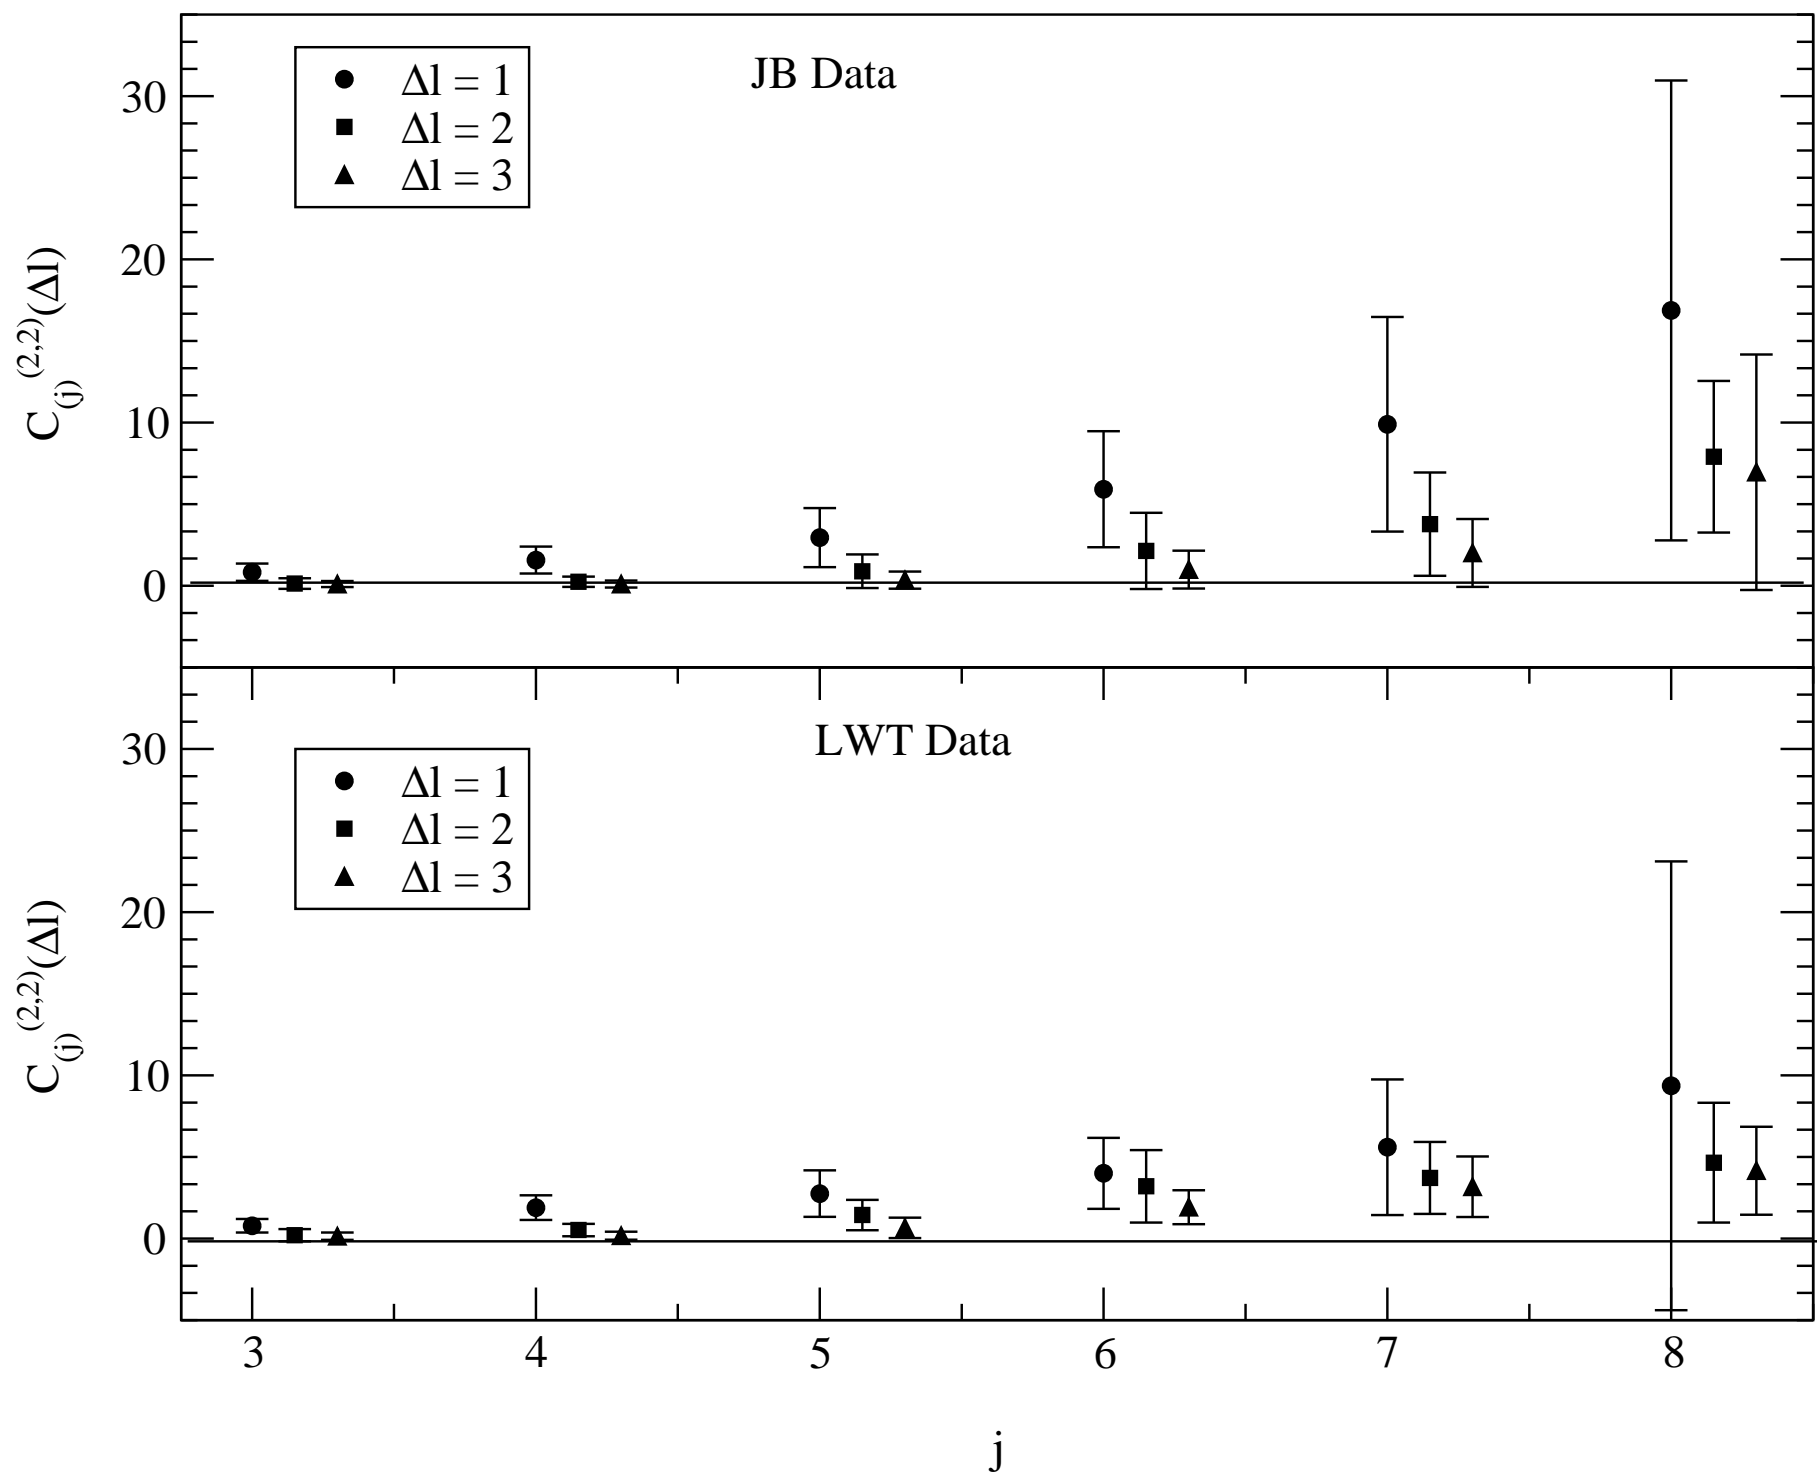 JB Data
Δl = 1
Δl = 2
Δl = 3
30
20
10
0
C(j)(2,2)(Δl)
LWT Data
Δl = 1
Δl = 2
Δl = 3
30
20
10
0
C(j)(2,2)(Δl)
3 4 5 6 7 8
j